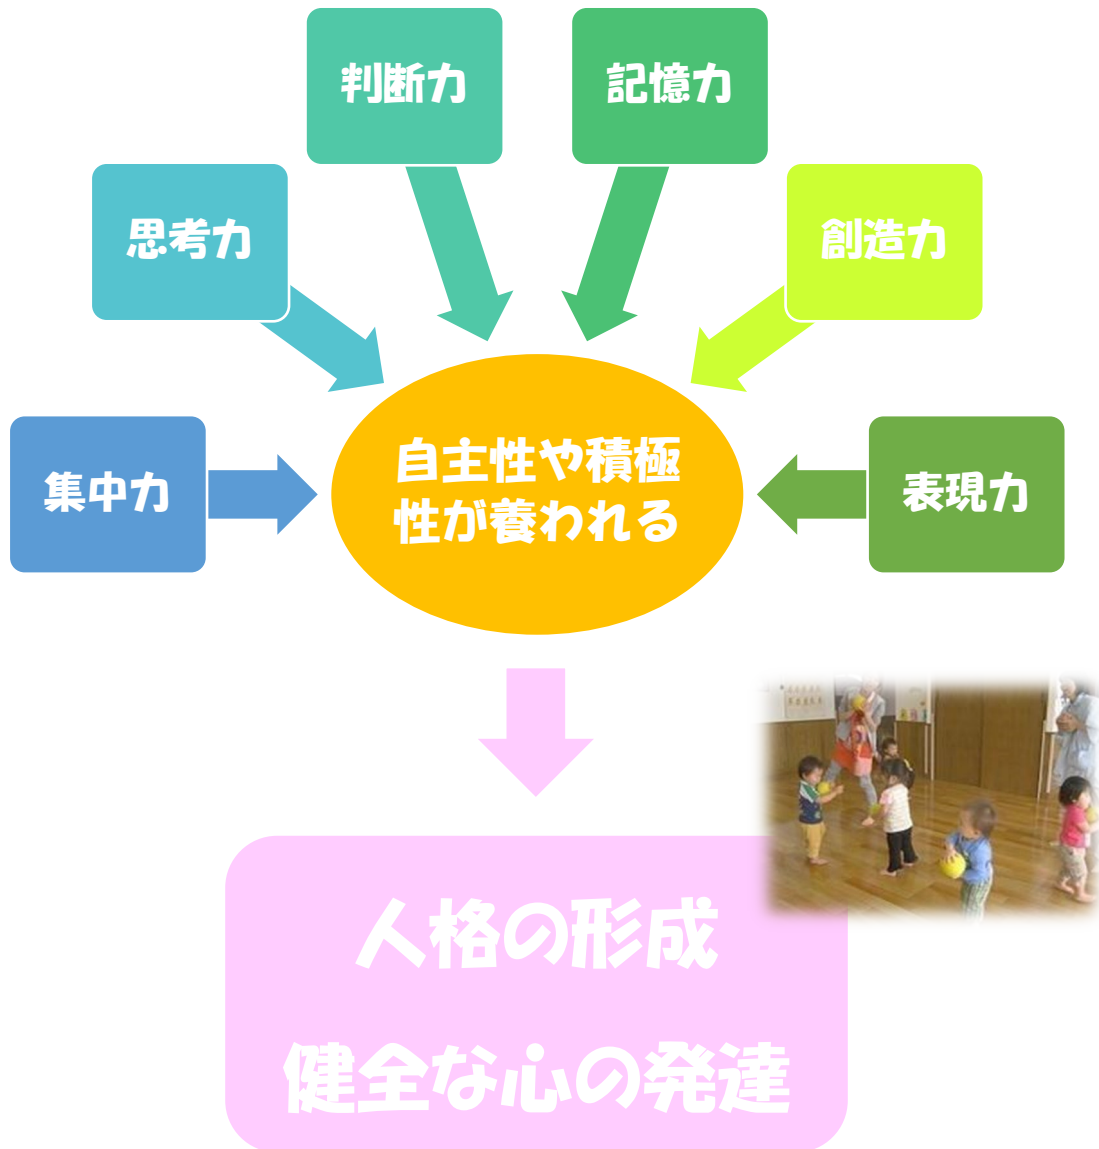 判断力
記憶力
思考力
創造力
集中力
自主性や積極
性が養われる
表現力
人格の形成
健全な心の発達